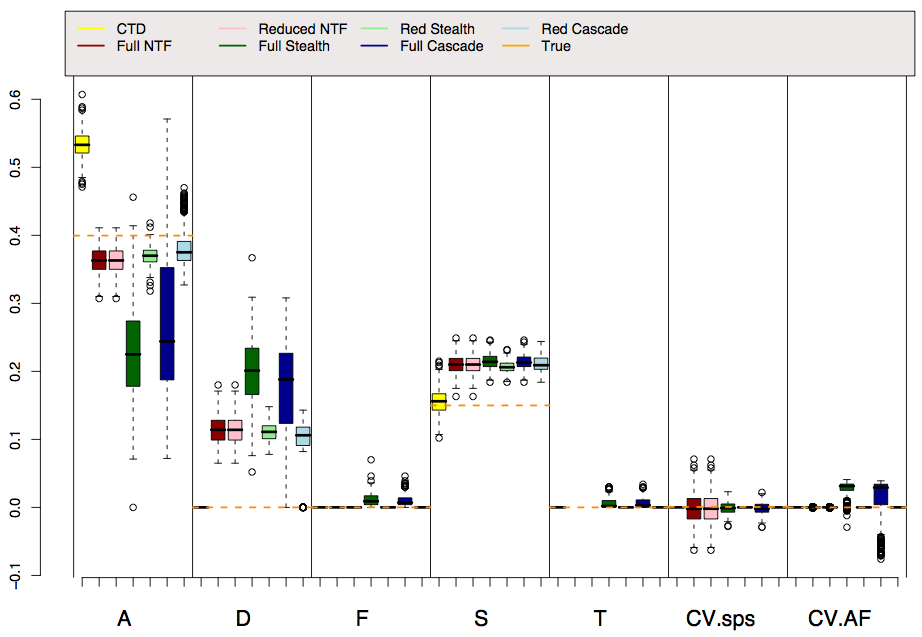 CTD Reduced NTF Red Stealth Red Cascade
Full NTF Full Stealth Full Cascade True
0.6
0.5
0.4
0.3
0.2
0.1
0.0
−0.1
A D F S T CV.sps CV.AF